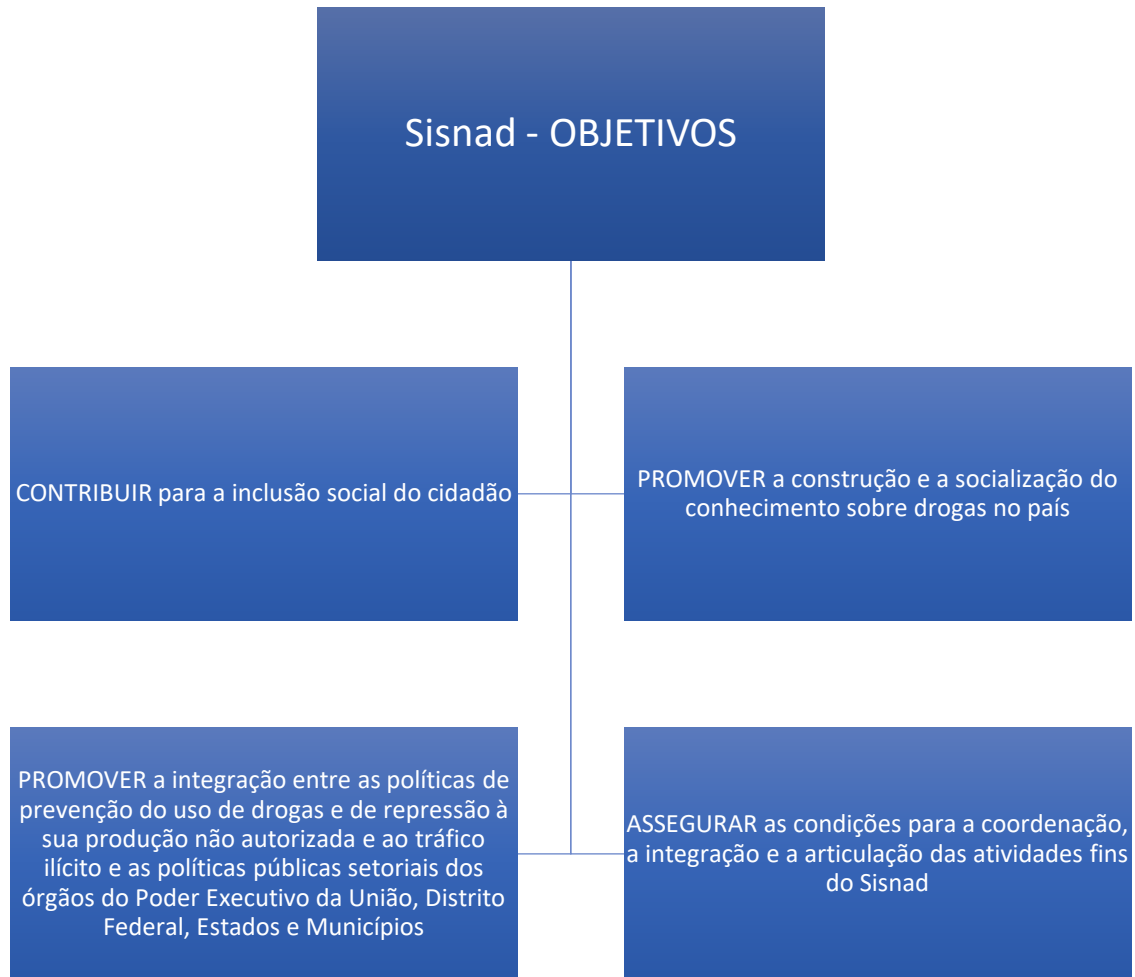 Sisnad - OBJETIVOS
CONTRIBUIR para a inclusão social do cidadão
PROMOVER a construção e a socialização do
conhecimento sobre drogas no país
PROMOVER a integração entre as políticas de
prevenção do uso de drogas e de repressão à
sua produção não autorizada e ao tráfico
ilícito e as políticas públicas setoriais dos
órgãos do Poder Executivo da União, Distrito
Federal, Estados e Municípios
ASSEGURAR as condições para a coordenação,
a integração e a articulação das atividades fins
do Sisnad